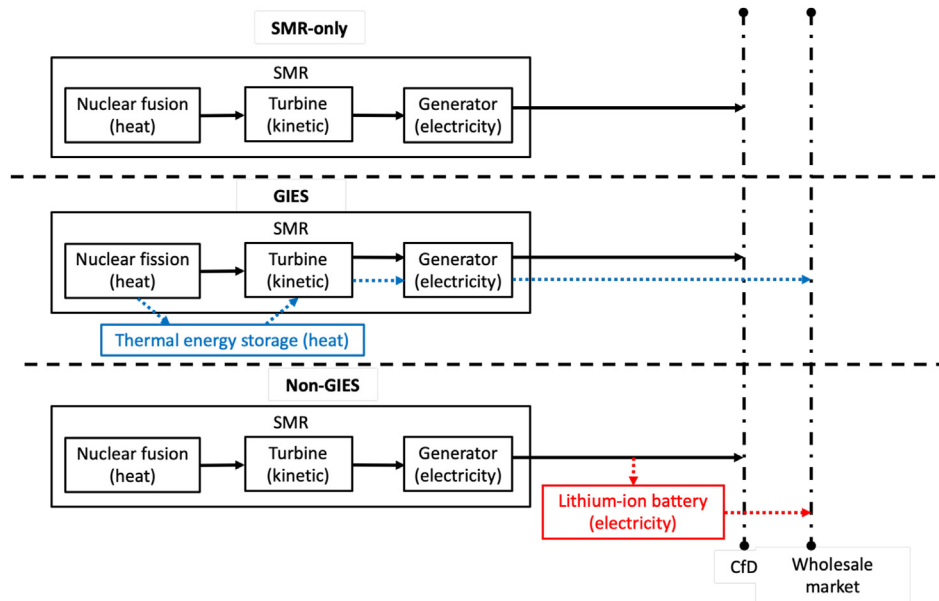 SMR-only
SMR
Nuclear fusion
(heat)
Turbine
(kinetic)
Generator
(electricity)
GIES
SMR
Nuclear fission
(heat)
Turbine
(kinetic)
Generator
(electricity)
Thermal energy storage (heat)
Non-GIES
SMR
Nuclear fusion
(heat)
Turbine
(kinetic)
Generator
(electricity)
Lithium-ion battery
(electricity)
CfD
Wholesale
market